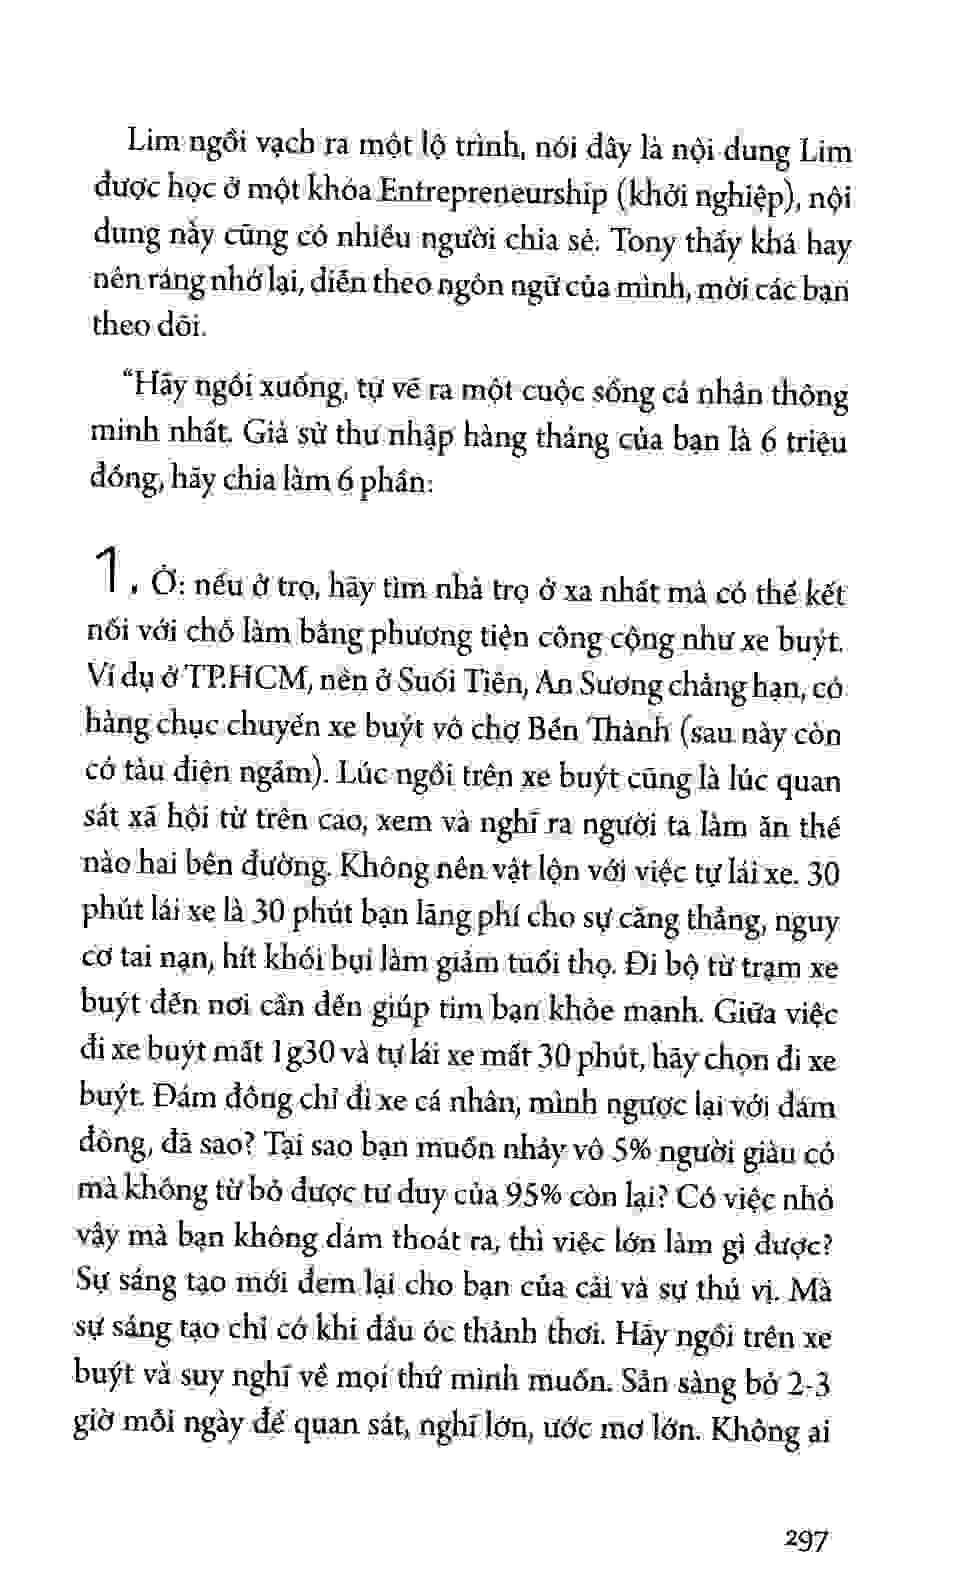 Lim ngồi vạch ra một lộ trình, nói đây là nội dung Lim
được học ở một khóa Entrepreneurship (khởi nghiệp), nội
dung này cũng có nhiều người chia sẻ. Tony thấy khá hay
nên ráng nhớ lại, diễn theo ngôn ngữ của mình, mời các bạn
theo dõi.
“Hãy ngồi xuống, tự vẽ ra một cuộc sống cá nhân thông
minh nhất. Giả sử thu nhập hàng tháng của bạn là 6 triệu
đồng, hãy chia làm 6 phần:
1. Ở: nếu ở trọ, hãy tìm nhà trọ ở xa nhất mà có thể kết
nối với chỗ làm bằng phương tiện công cộng như xe buýt.
Ví dụ ở TP.HCM, nên ở Suối Tiên, An Sương chẳng hạn, có
hàng chục chuyến xe buýt vô chợ Bến Thành (sau này còn
có tàu điện ngầm). Lúc ngồi trên xe buýt cũng là lúc quan
sát xã hội từ trên cao, xem và nghĩ ra người ta làm ăn thế
nào hai bên đường. Không nên vật lộn với việc tự lái xe. 30
phút lái xe là 30 phút bạn lãng phí cho sự căng thẳng, nguy
cơ tai nạn, hít khói bụi làm giảm tuổi thọ. Đi bộ từ trạm xe
buýt đến nơi cần đến giúp tim bạn khỏe mạnh. Giữa việc
đi xe buýt mất 1g30 và tự lái xe mất 30 phút, hãy chọn đi xe
buýt. Đám đông chỉ đi xe cá nhân, mình ngược lại với đám
đông, đã sao? Tại sao bạn muốn nhảy vô 5% người giàu có
mà không từ bỏ được tư duy của 95% còn lại? Có việc nhỏ
vậy mà bạn không dám thoát ra, thì việc lớn làm gì được?
Sự sáng tạo mới đem lại cho bạn của cải và sự thú vị. Mà
sự sáng tạo chỉ có khi đầu óc thảnh thơi. Hãy ngồi trên xe
buýt và suy nghĩ về mọi thứ mình muốn. Sẵn sàng bỏ 2-3
giờ mỗi ngày để quan sát, nghĩ lớn, ước mơ lớn. Không ai
297